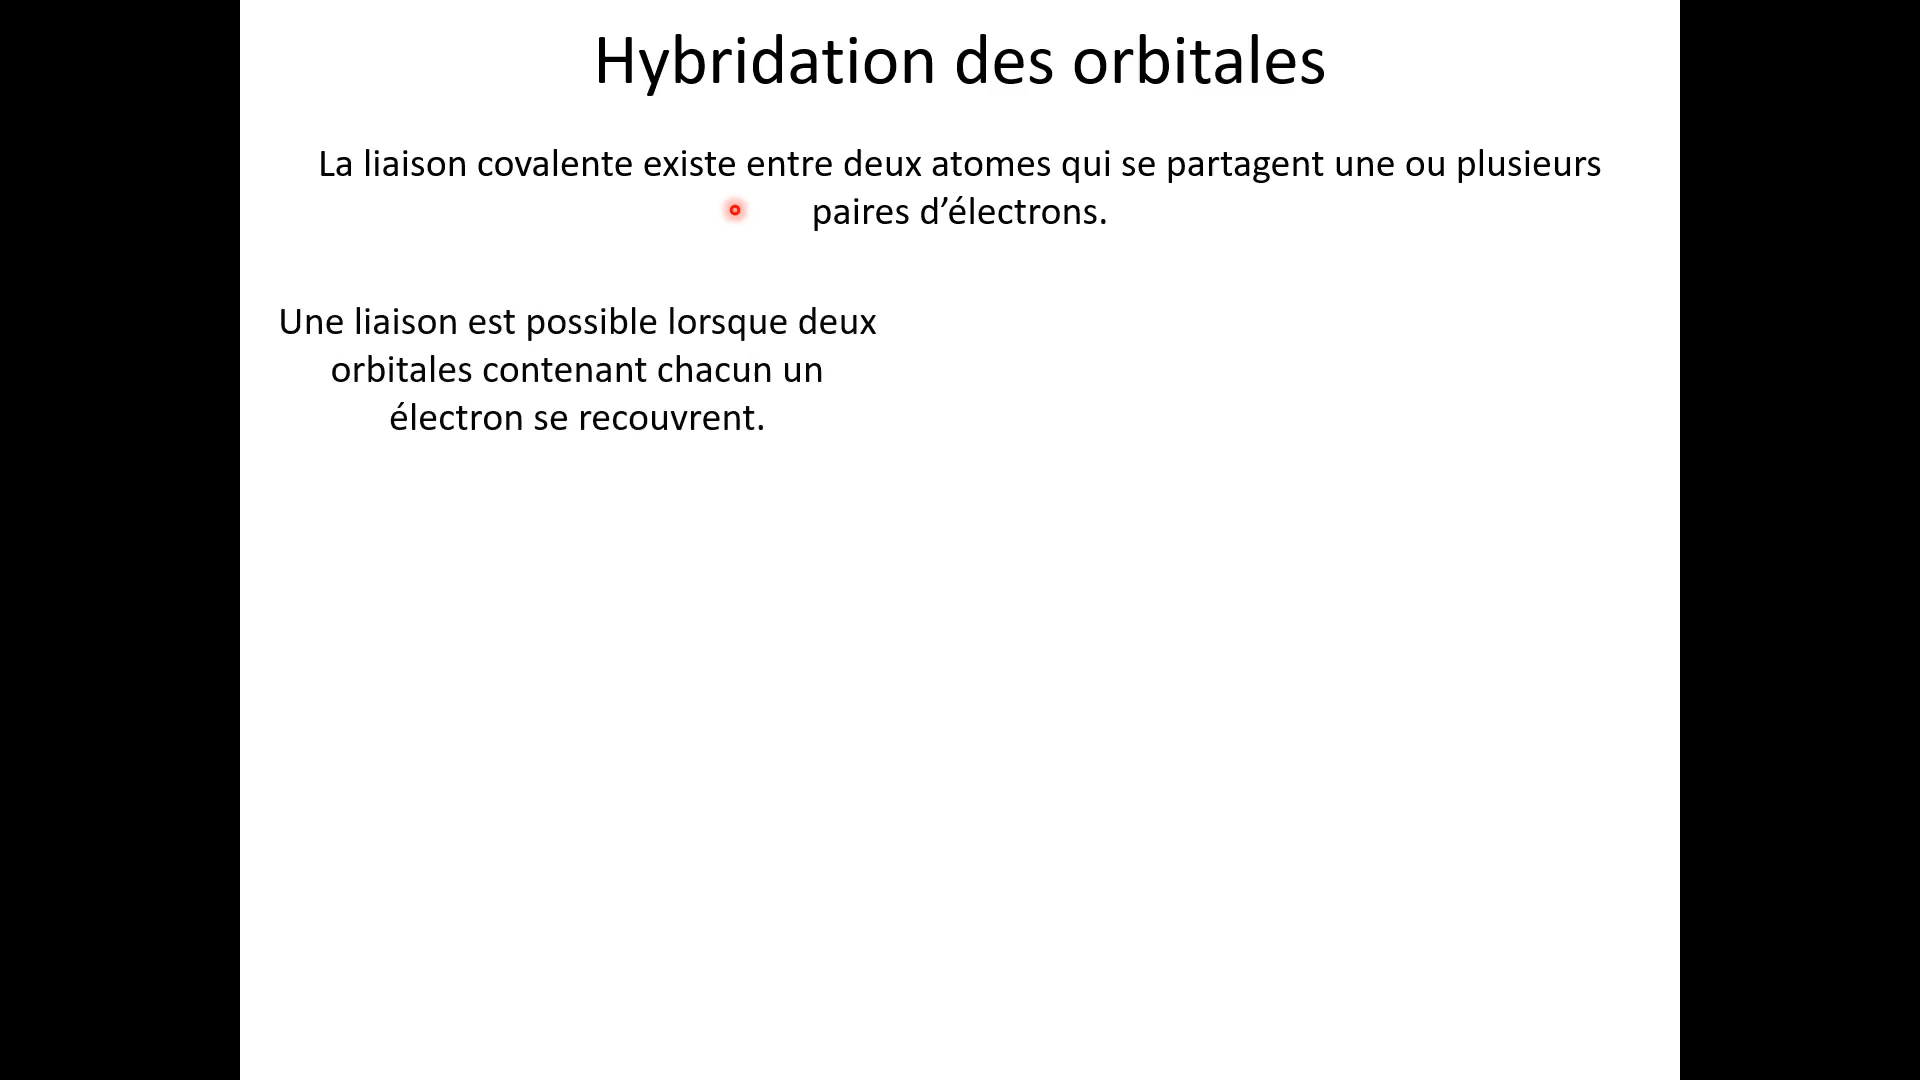 Hybridation des orbitales
La liaison covalente existe entre deux atomes qui se partagent une ou plusieurs
paires d’électrons.
Une liaison est possible lorsque deux
orbitales contenant chacun un
électron se recouvrent.